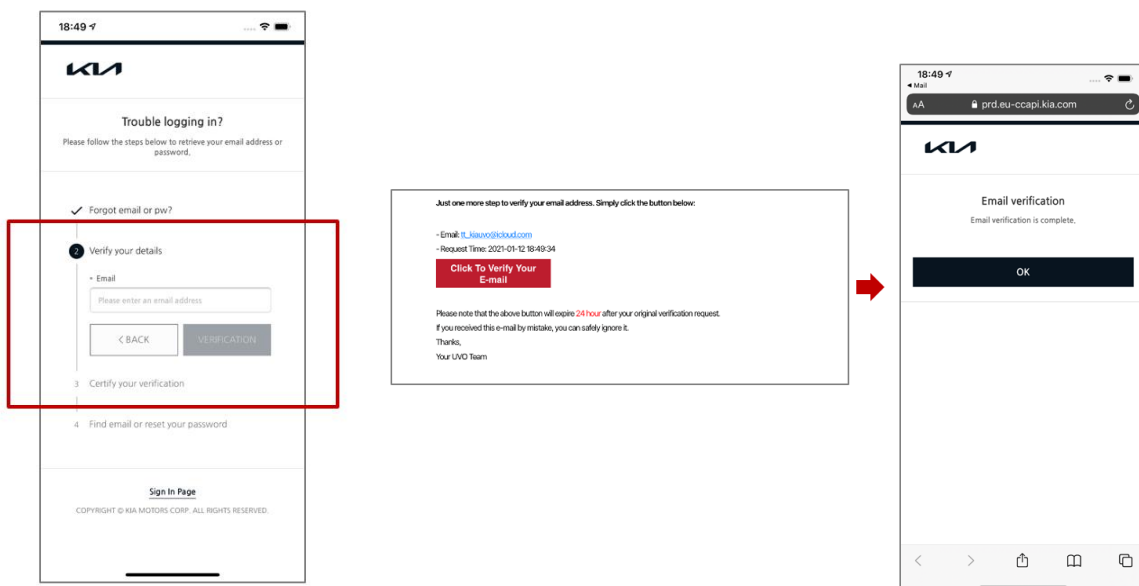 18:49
KIA
Trouble logging in?
Please follow the steps below to retrieve your email address or
password.
Forgot email or pw?
2 Verify your details
• Email
Please enter an email address
< BACK
VERIFICATION
3 Certify your verification
4 Find email or reset your password
Sign In Page
COPYRIGHT © KIA MOTORS CORP. ALL RIGHTS RESERVED.
Just one more step to verify your email address. Simply click the button below:
- Email: tt_kiauvo@icloud.com
- Request Time: 2021-01-12 18:49:34
Click To Verify Your
E-mail
Please note that the above button will expire 24 hour after your original verification request.
If you received this e-mail by mistake, you can safely ignore it.
Thanks,
Your UVO Team
18:49
◀ Mail
AA prd.eu-ccapi.kia.com
KIA
Email verification
Email verification is complete.
OK